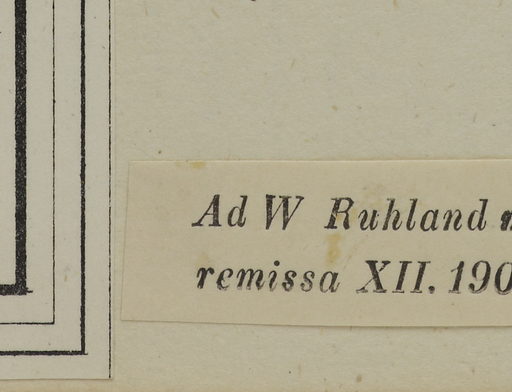 Ad W Ruhland
remissa XII. 190